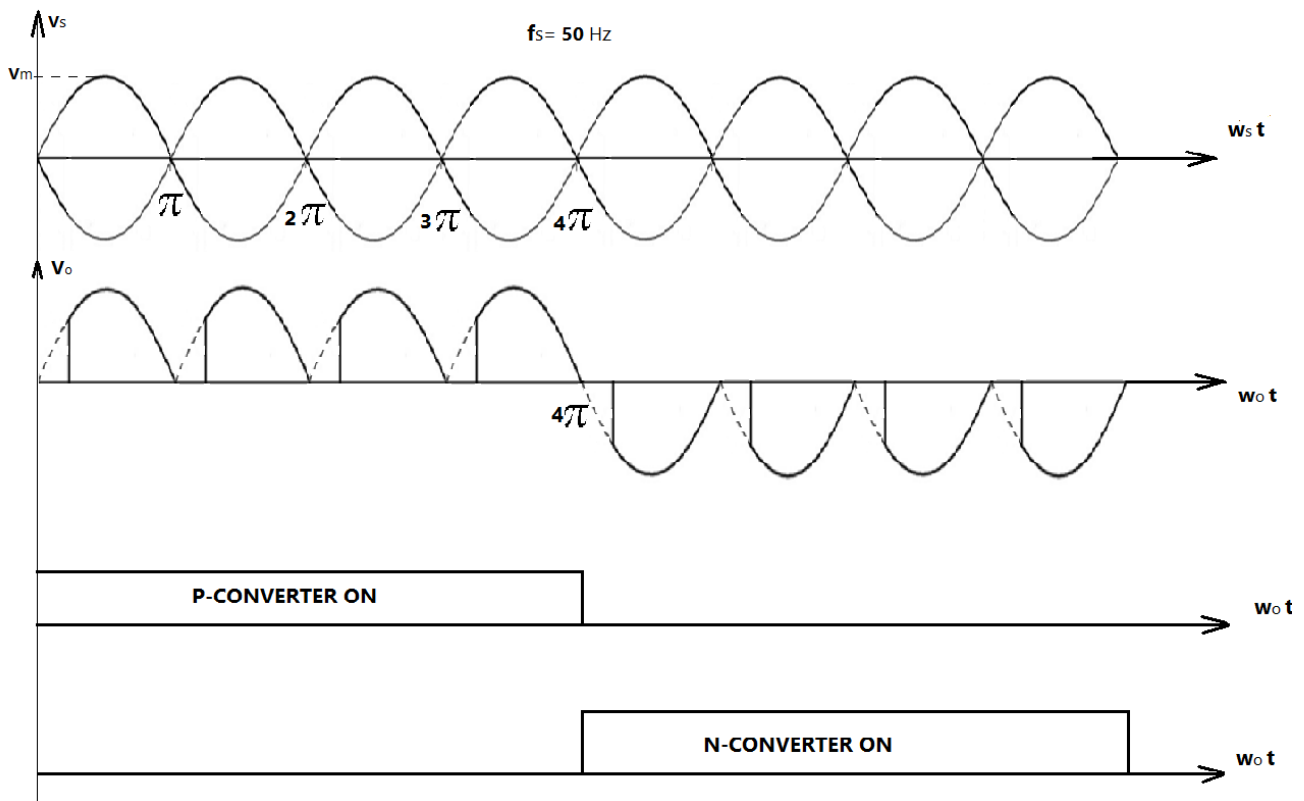 Vs
fs= 50 Hz
Vm
ws t
π
2π
3π
4π
Vo
wo t
4π
P-CONVERTER ON
wo t
N-CONVERTER ON
wo t